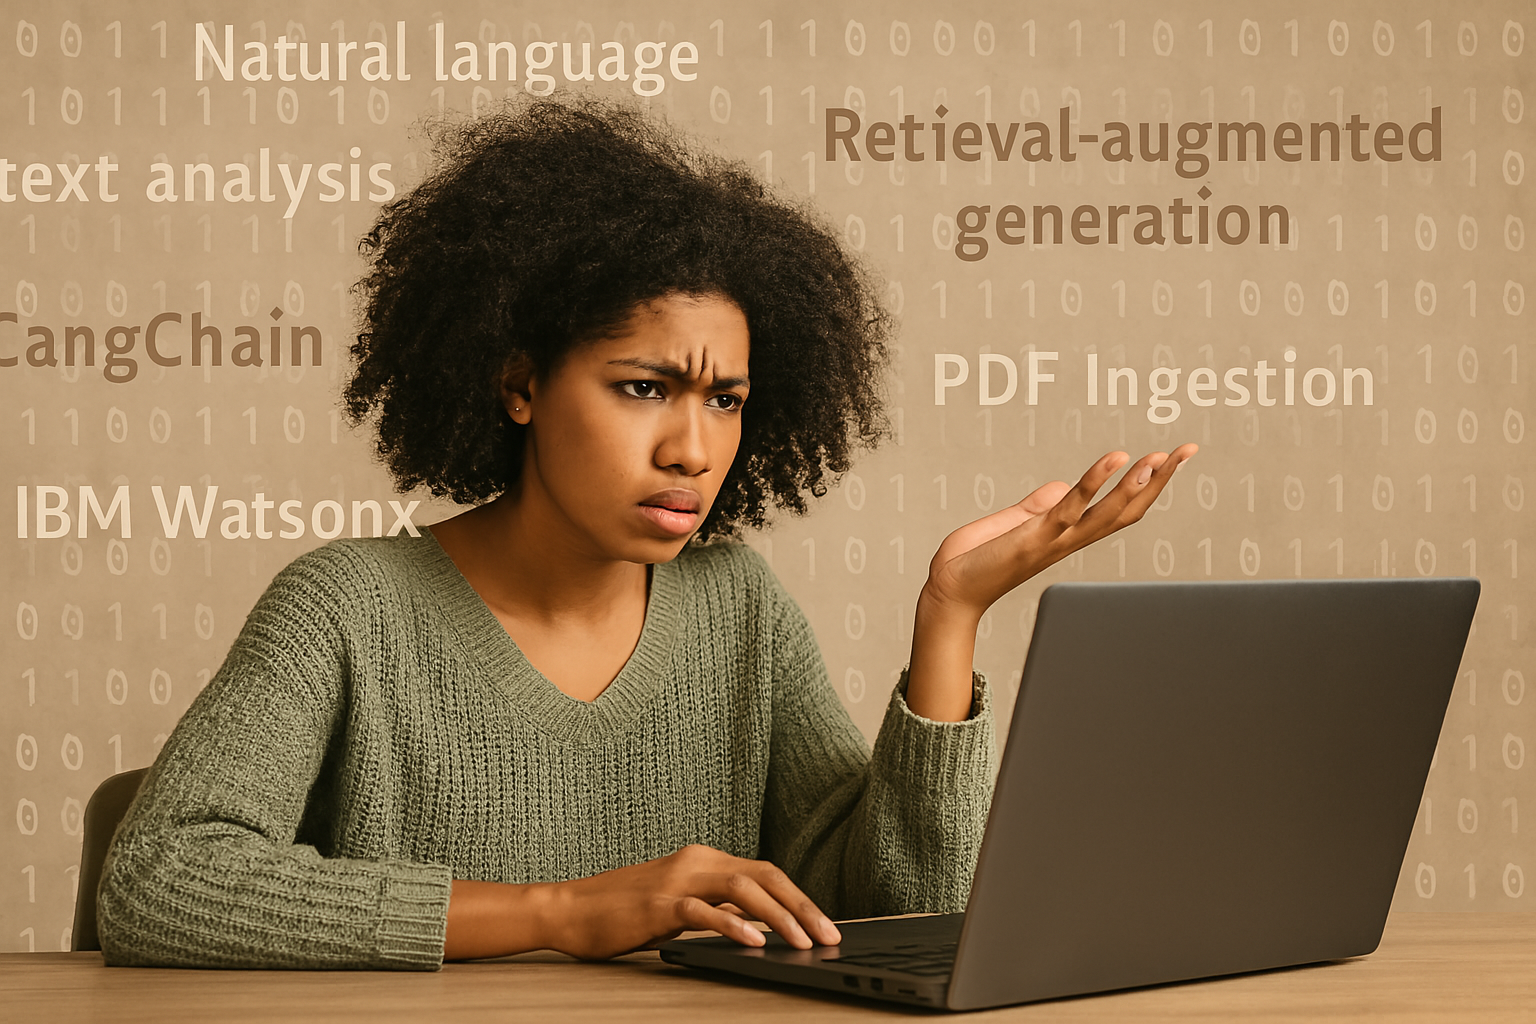 Natural language
text analysis
Retieval-augmented
generation
CangChain
PDF Ingestion
IBM Watsonx